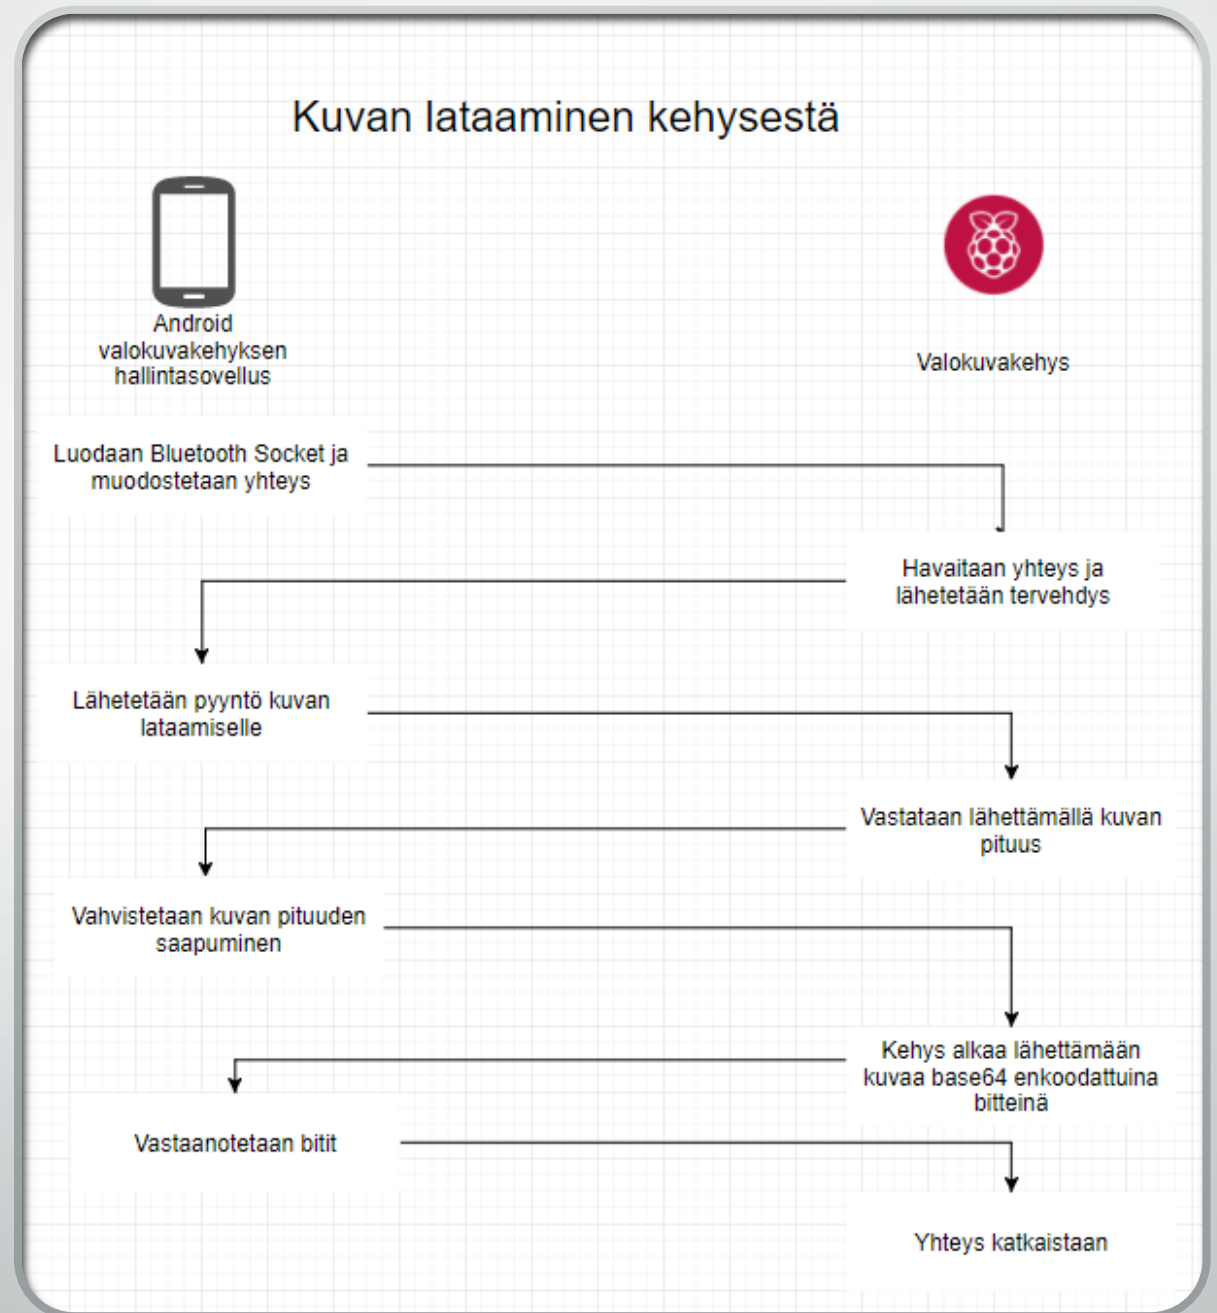 Kuvan lataaminen kehysestä
Android
valokuvakehyksen
hallintasovellus
Valokuvakehys
Luodaan Bluetooth Socket ja
muodostetaan yhteys
Havaitaan yhteys ja
lähetetään tervehdys
Lähetetään pyyntö kuvan
lataamiselle
Vastataan lähettämällä kuvan
pituus
Vahvistetaan kuvan pituuden
saapuminen
Kehys alkaa lähettämään
kuvaa base64 enkoodattuina
bitteinä
Vastaanotetaan bitit
Yhteys katkaistaan